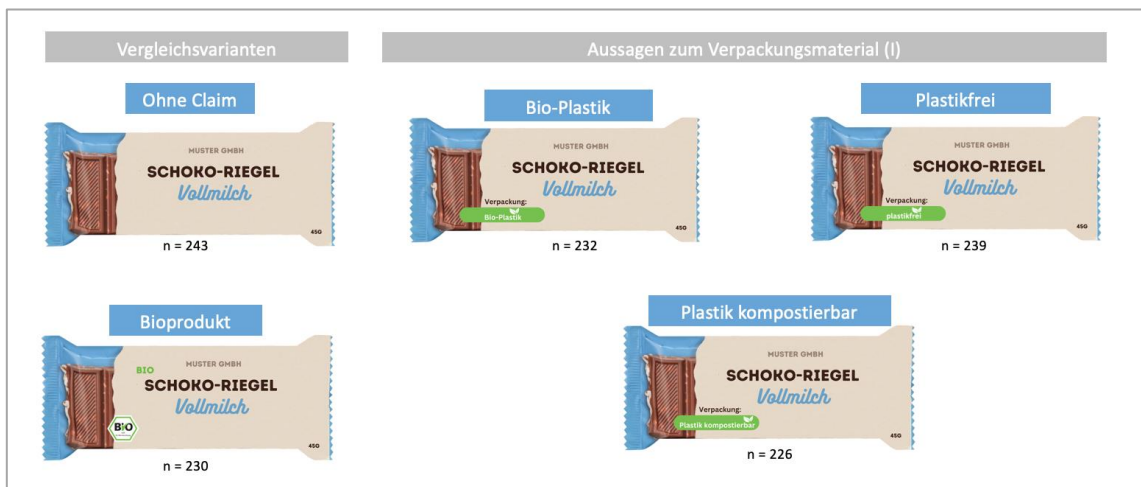 Vergleichsvarianten
Aussagen zum Verpackungsmaterial (I)
Ohne Claim
MUSTER GMBH
SCHOKO-RIEGEL
Vollmilch
45G
n = 243
Bio-Plastik
MUSTER GMBH
SCHOKO-RIEGEL
Vollmilch
Verpackung:
Bio-Plastik
45G
n = 232
Plastikfrei
MUSTER GMBH
SCHOKO-RIEGEL
Vollmilch
Verpackung:
plastikfrei
45G
n = 239
Bioprodukt
MUSTER GMBH
BIO
SCHOKO-RIEGEL
Vollmilch
BIO
45G
n = 230
Plastik kompostierbar
MUSTER GMBH
SCHOKO-RIEGEL
Vollmilch
Verpackung:
Plastik kompostierbar
45G
n = 226